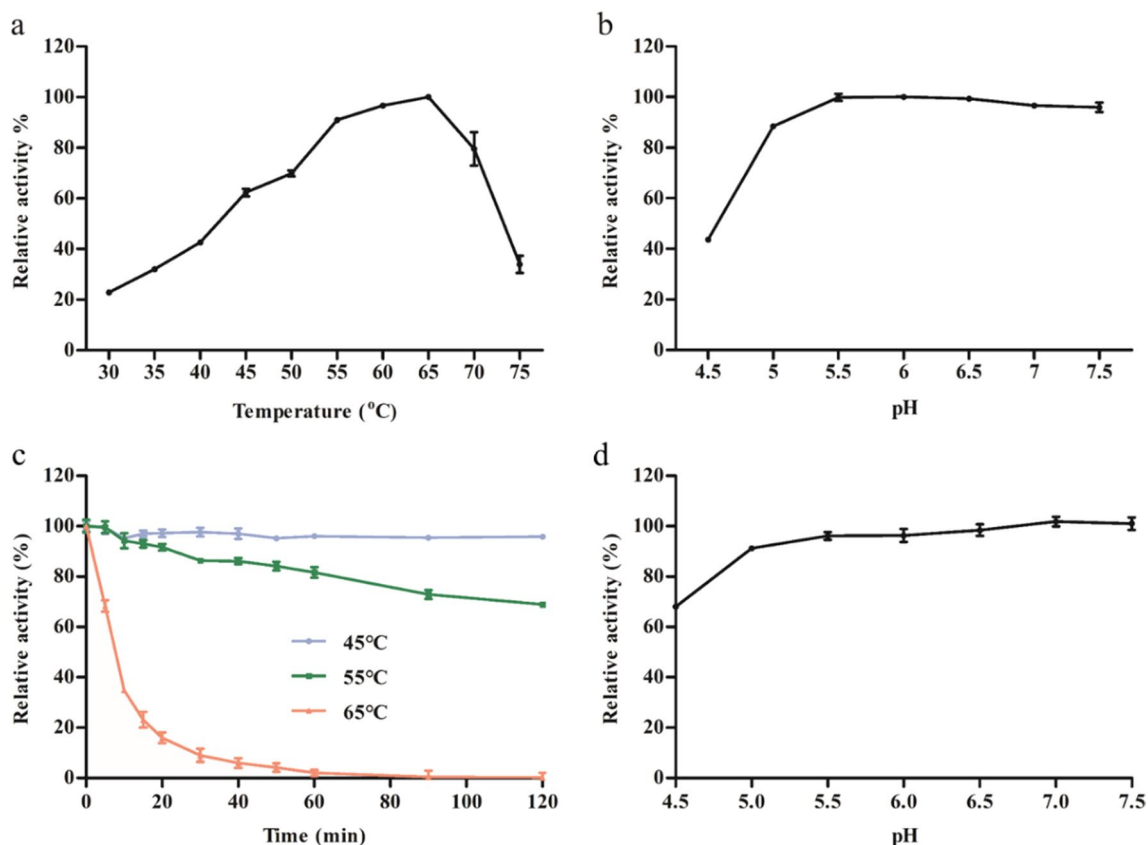 a
120
100
80
60
40
20
0
Relative activity %
30 35 40 45 50 55 60 65 70 75
Temperature (°C)
b
120
100
80
60
40
20
0
Relative activity %
4.5 5 5.5 6 6.5 7 7.5
pH
c
120
100
80
60
40
20
0
Relative activity (%)
45°C
55°C
65°C
0 20 40 60 80 100 120
Time (min)
d
120
100
80
60
40
20
0
Relative activity (%)
4.5 5.0 5.5 6.0 6.5 7.0 7.5
pH